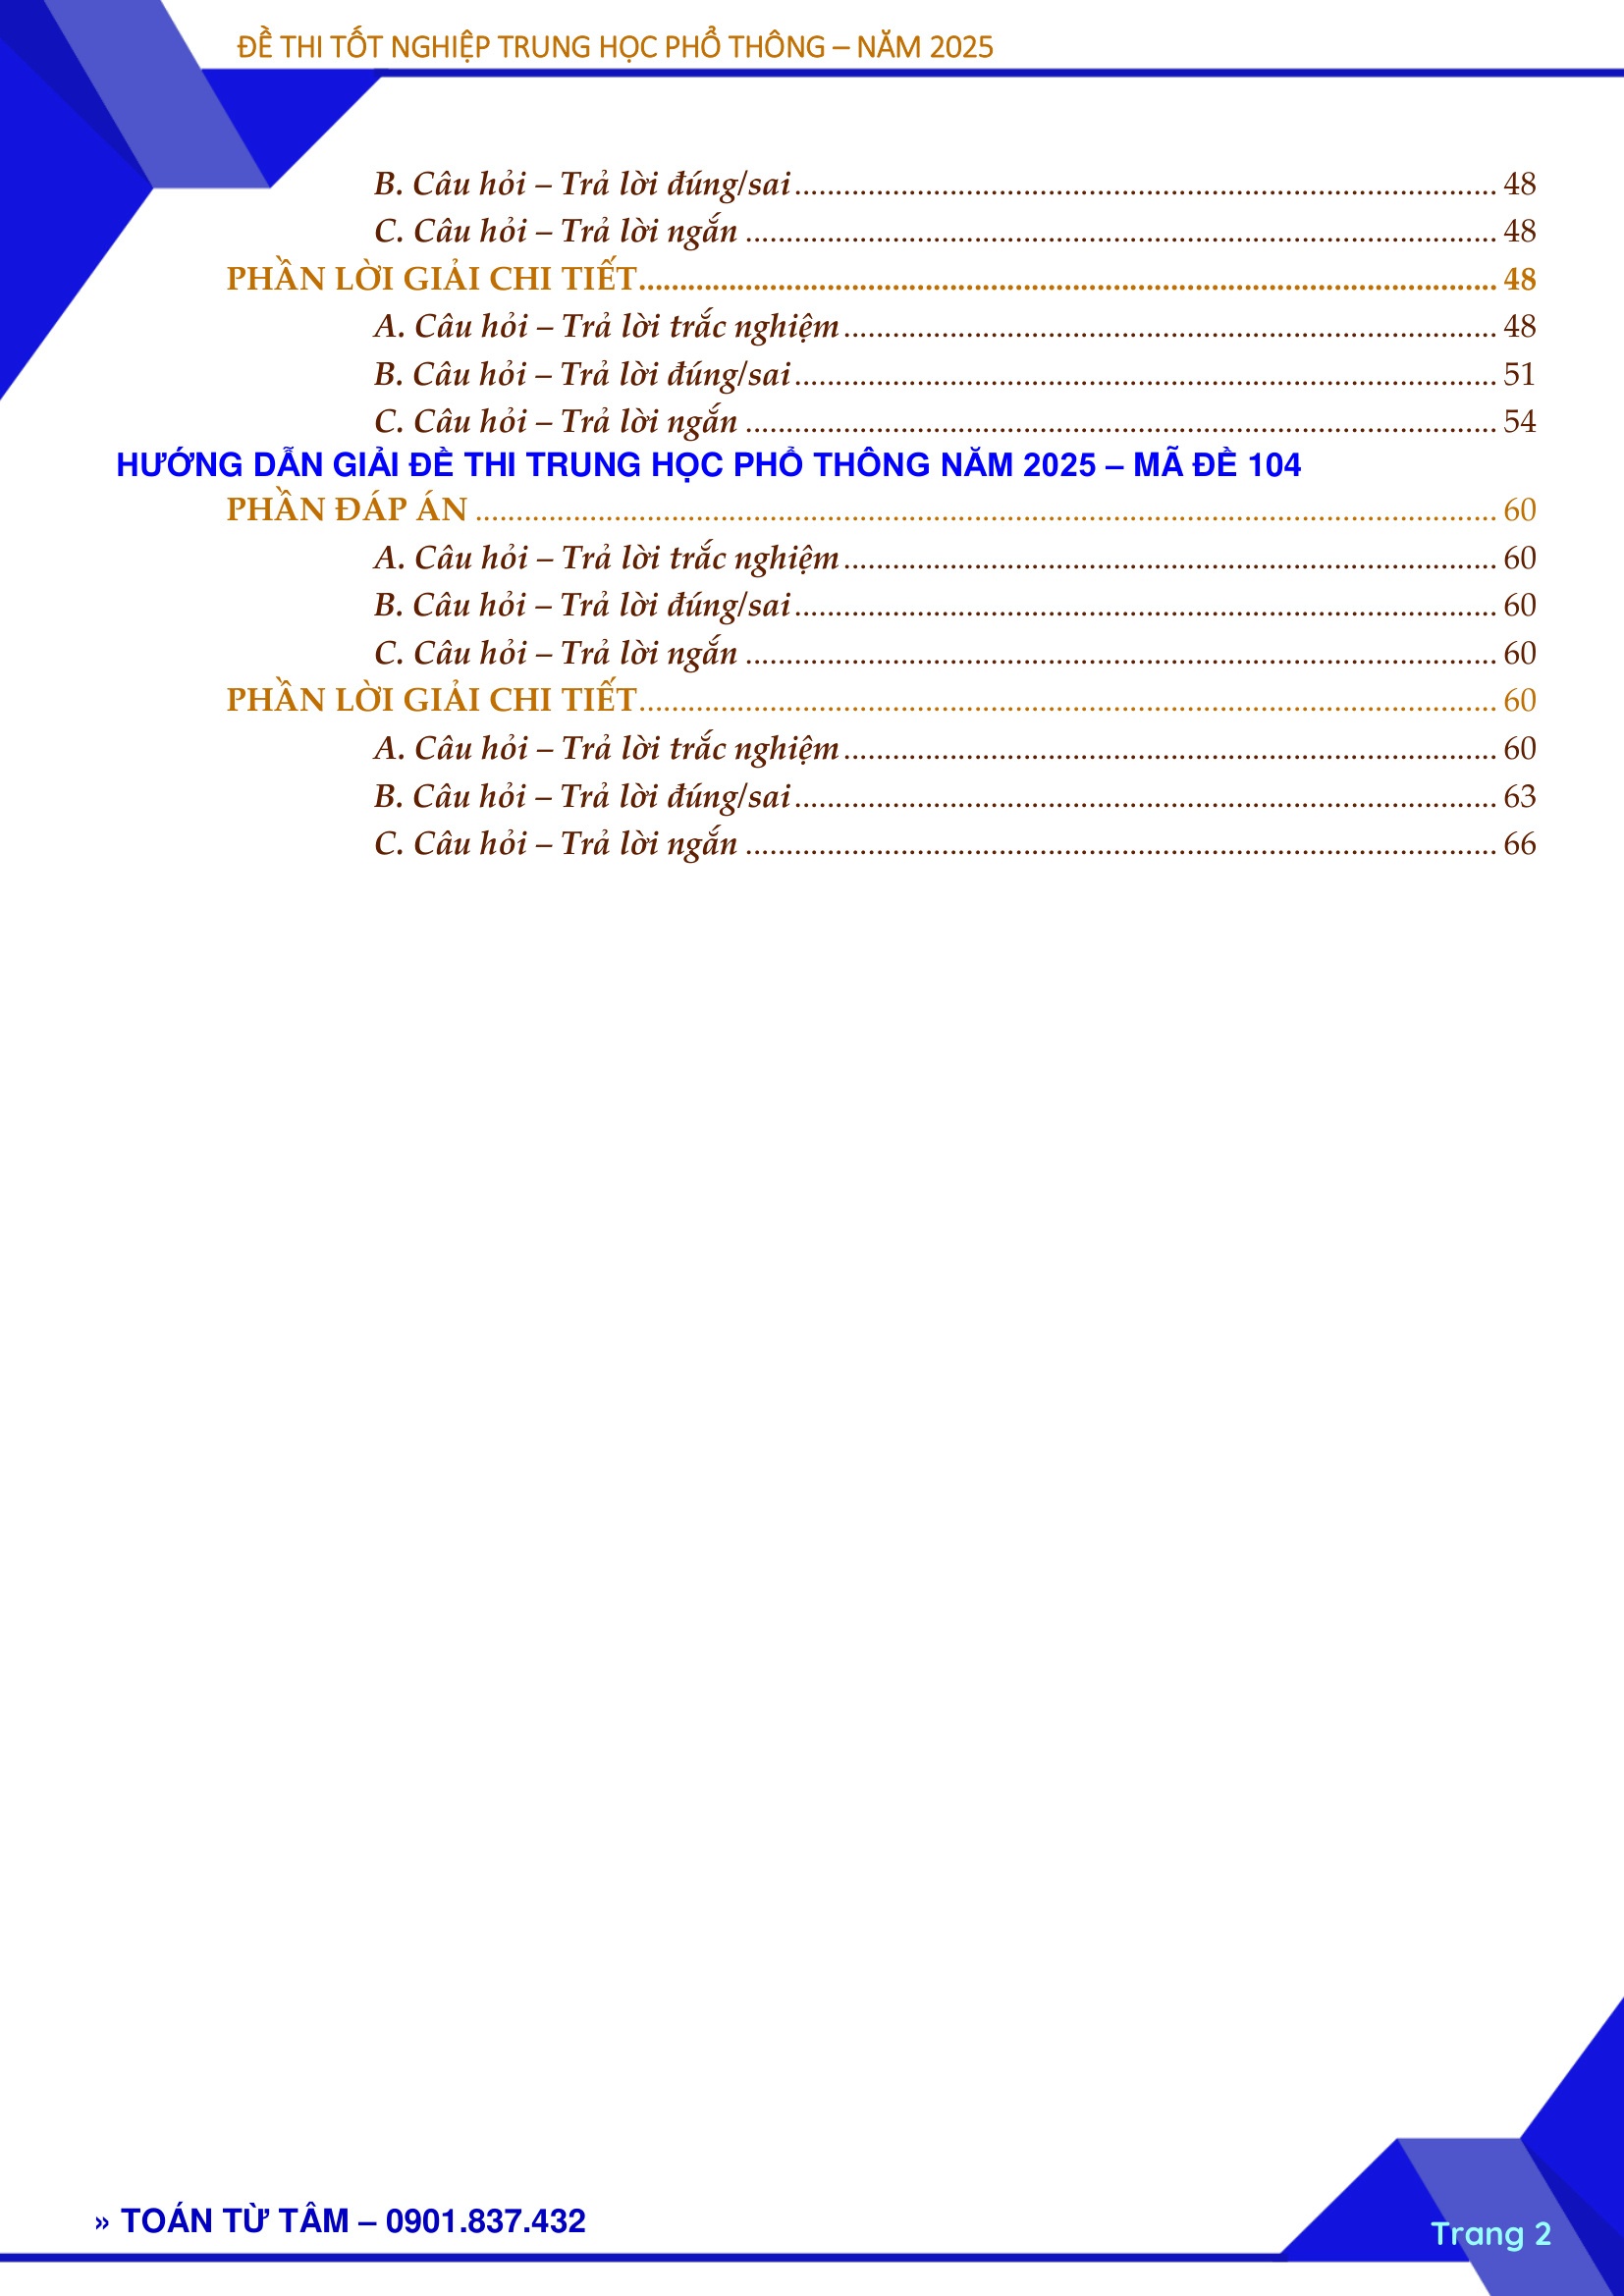 ĐỀ THI TỐT NGHIỆP TRUNG HỌC PHỔ THÔNG – NĂM 2025
B. Câu hỏi – Trả lời đúng/sai ........ 48
C. Câu hỏi – Trả lời ngắn ........ 48
PHẦN LỜI GIẢI CHI TIẾT ........ 48
A. Câu hỏi – Trả lời trắc nghiệm ........ 48
B. Câu hỏi – Trả lời đúng/sai ........ 51
C. Câu hỏi – Trả lời ngắn ........ 54
HƯỚNG DẪN GIẢI ĐỀ THI TRUNG HỌC PHỔ THÔNG NĂM 2025 – MÃ ĐỀ 104
PHẦN ĐÁP ÁN ........ 60
A. Câu hỏi – Trả lời trắc nghiệm ........ 60
B. Câu hỏi – Trả lời đúng/sai ........ 60
C. Câu hỏi – Trả lời ngắn ........ 60
PHẦN LỜI GIẢI CHI TIẾT ........ 60
A. Câu hỏi – Trả lời trắc nghiệm ........ 60
B. Câu hỏi – Trả lời đúng/sai ........ 63
C. Câu hỏi – Trả lời ngắn ........ 66
» TOÁN TỪ TÂM – 0901.837.432
Trang 2